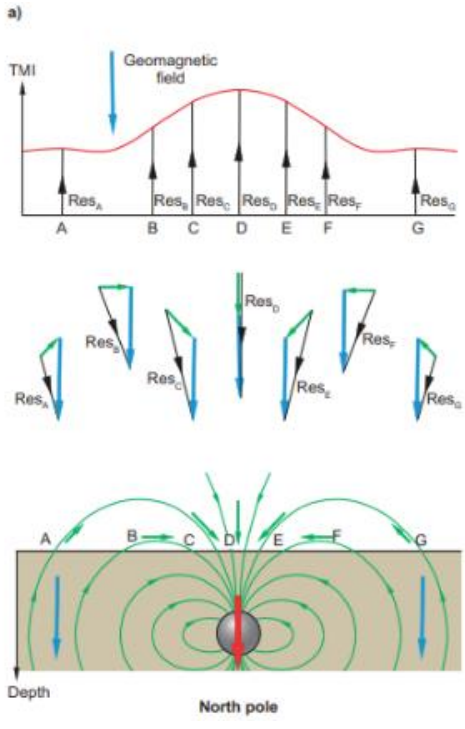 a)
TMI
Geomagnetic
field
Res_A Res_B Res_C Res_D Res_E Res_F Res_G
A B C D E F G
Res_D
Res_B Res_F
Res_C Res_E
Res_A Res_G
A B C D E F G
Depth
North pole